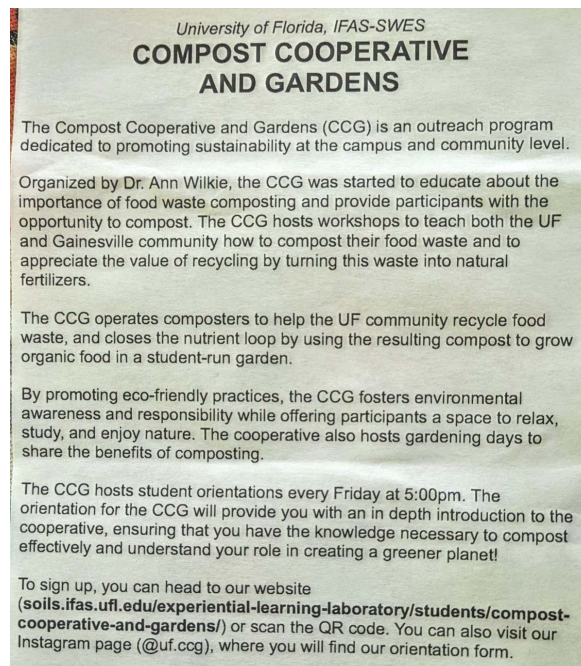 University of Florida, IFAS-SWES
COMPOST COOPERATIVE
AND GARDENS
The Compost Cooperative and Gardens (CCG) is an outreach program
dedicated to promoting sustainability at the campus and community level.
Organized by Dr. Ann Wilkie, the CCG was started to educate about the
importance of food waste composting and provide participants with the
opportunity to compost. The CCG hosts workshops to teach both the UF
and Gainesville community how to compost their food waste and to
appreciate the value of recycling by turning this waste into natural
fertilizers.
The CCG operates composters to help the UF community recycle food
waste, and closes the nutrient loop by using the resulting compost to grow
organic food in a student-run garden.
By promoting eco-friendly practices, the CCG fosters environmental
awareness and responsibility while offering participants a space to relax,
study, and enjoy nature. The cooperative also hosts gardening days to
share the benefits of composting.
The CCG hosts student orientations every Friday at 5:00pm. The
orientation for the CCG will provide you with an in depth introduction to the
cooperative, ensuring that you have the knowledge necessary to compost
effectively and understand your role in creating a greener planet!
To sign up, you can head to our website
(soils.ifas.ufl.edu/experiential-learning-laboratory/students/compost-
cooperative-and-gardens/) or scan the QR code. You can also visit our
Instagram page (@uf.ccg), where you will find our orientation form.